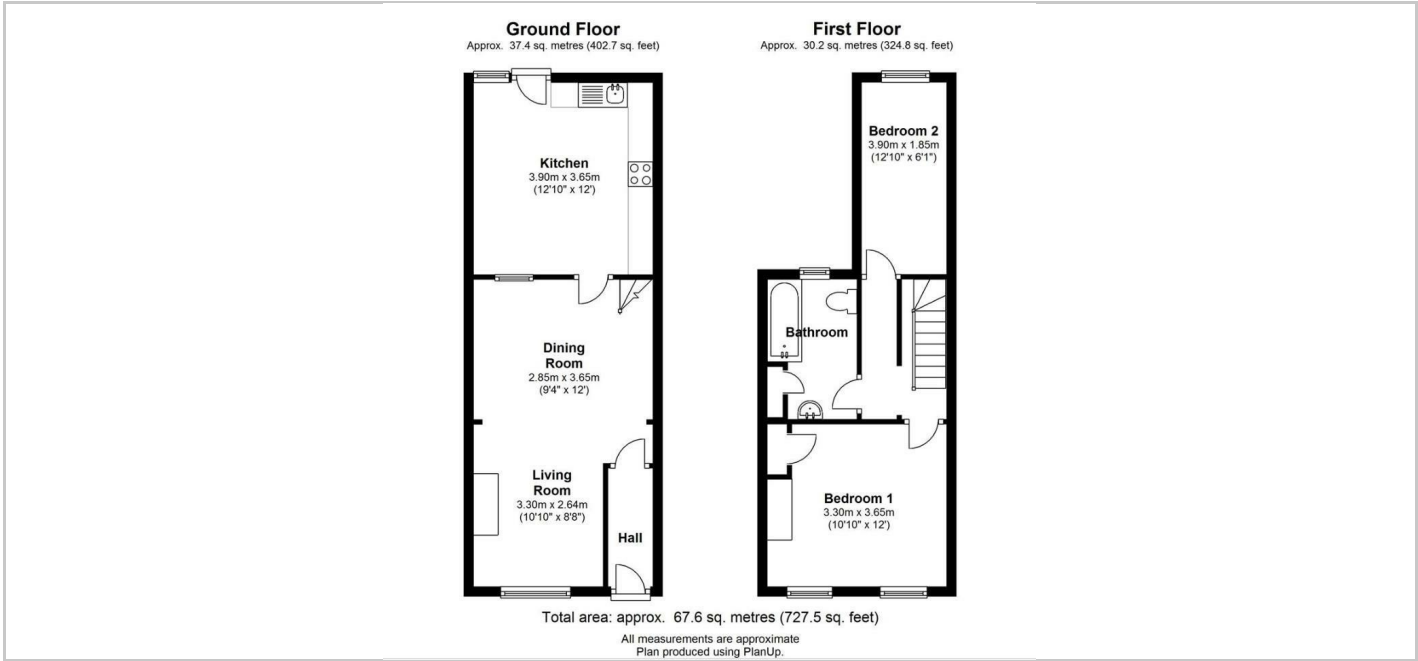 Ground Floor
Approx. 37.4 sq. metres (402.7 sq. feet)
Kitchen
3.90m x 3.65m
(12'10" x 12')
Dining
Room
2.85m x 3.65m
(9'4" x 12')
Living
Room
3.30m x 2.64m
(10'10" x 8'8")
Hall
First Floor
Approx. 30.2 sq. metres (324.8 sq. feet)
Bedroom 2
3.90m x 1.85m
(12'10" x 6'1")
Bathroom
Bedroom 1
3.30m x 3.65m
(10'10" x 12')
Total area: approx. 67.6 sq. metres (727.5 sq. feet)
All measurements are approximate
Plan produced using PlanUp.